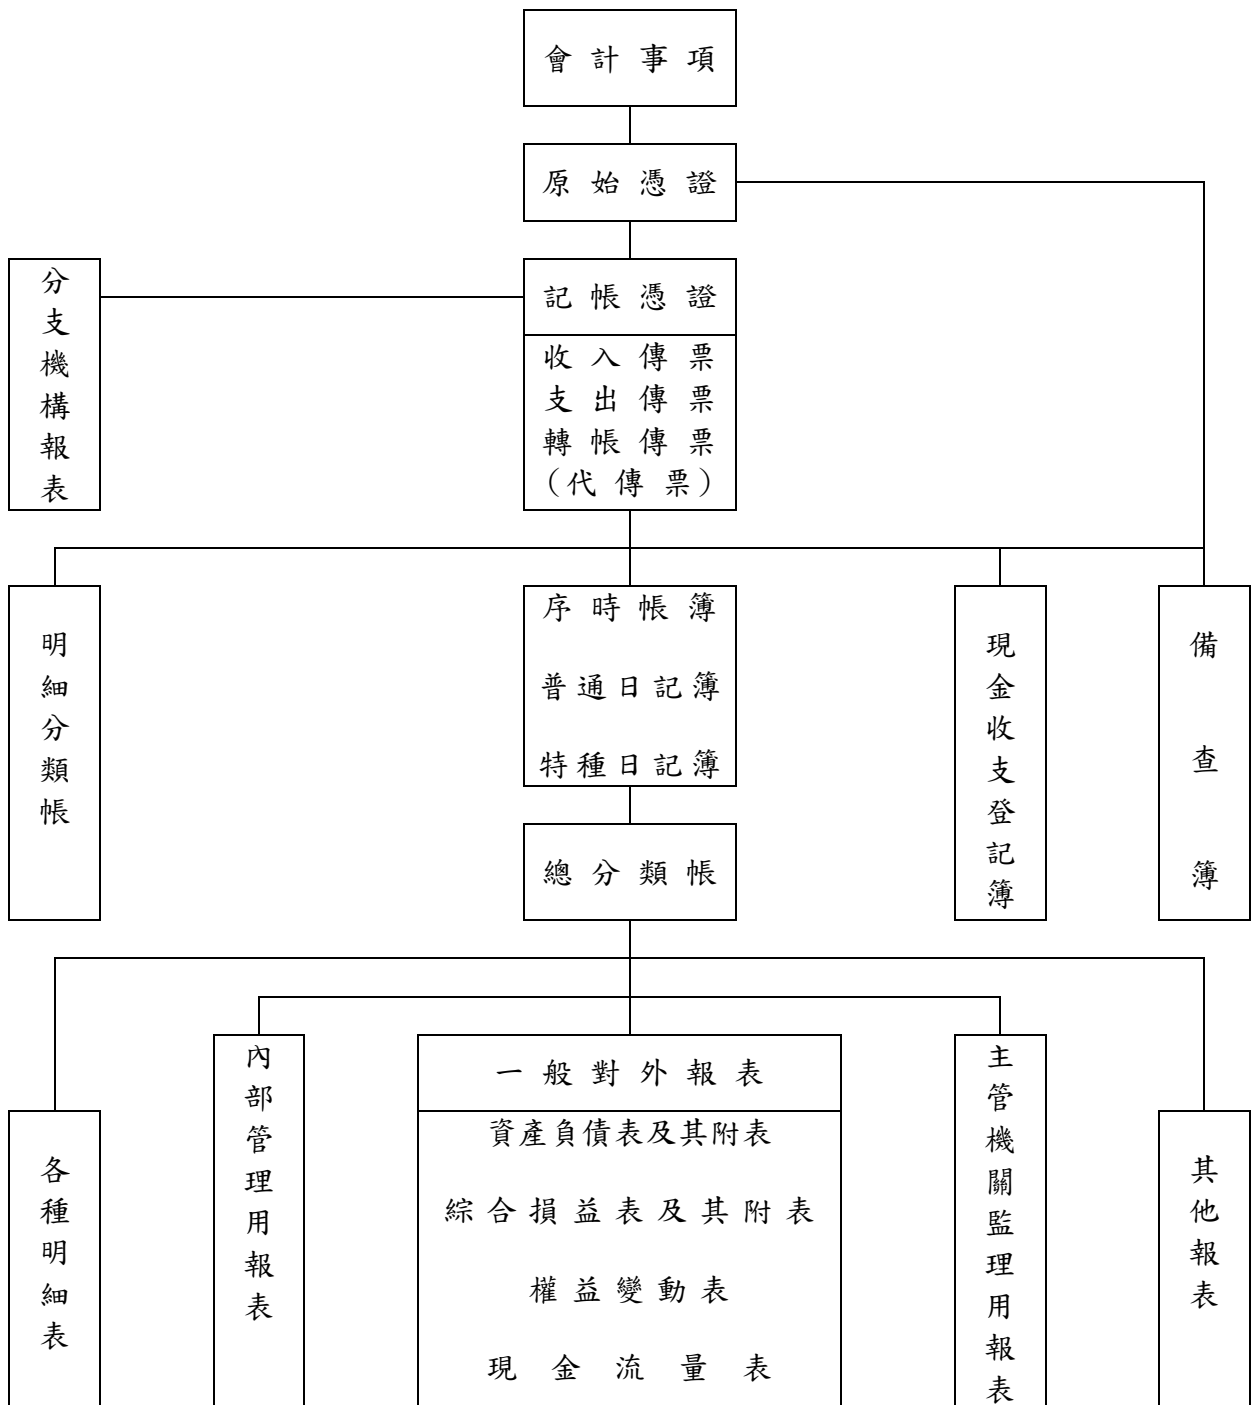 會計事項
原始憑證
分支機構報表
記帳憑證
收入傳票
支出傳票
轉帳傳票
(代傳票)
明細分類帳
序時帳簿
普通日記簿
特種日記簿
現金收支登記簿
備查簿
總分類帳
各種明細表
內部管理用報表
一般對外報表
資產負債表及其附表
綜合損益表及其附表
權益變動表
現金流量表
主管機關監理用報表
其他報表